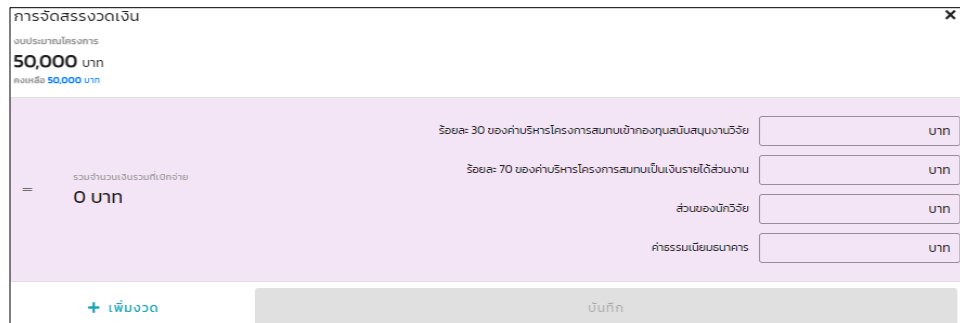 การจัดสรรงวดเงิน ×
งบประมาณโครงการ
50,000 บาท
คงเหลือ 50,000 บาท
ร้อยละ 30 ของค่าบริหารโครงการสมทบเข้ากองทุนสนับสนุนงานวิจัย บาท
ร้อยละ 70 ของค่าบริหารโครงการสมทบเป็นเงินรายได้ส่วนงาน บาท
รวมจำนวนเงินรวมที่เบิกจ่าย
= 0 บาท
ส่วนของนักวิจัย บาท
ค่าธรรมเนียมธนาคาร บาท
+ เพิ่มงวด บันทึก